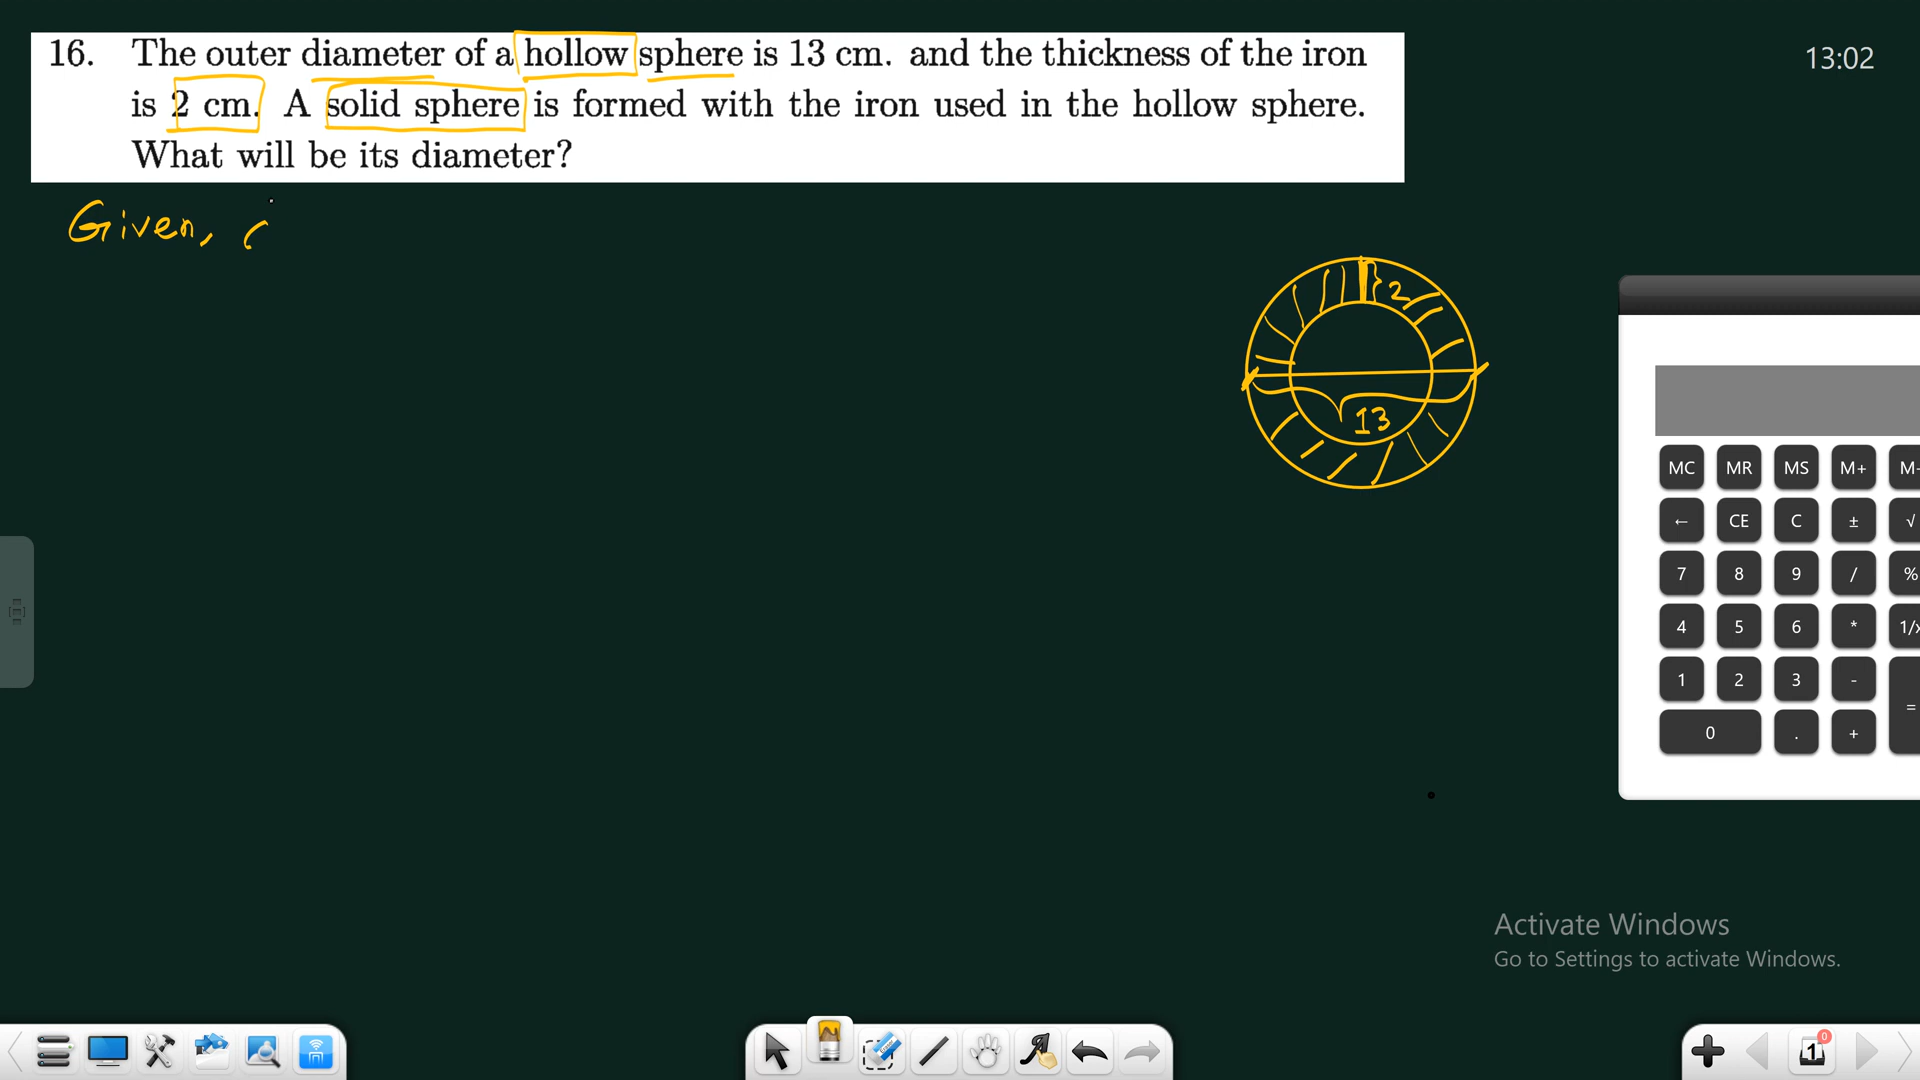 16. The outer diameter of a hollow sphere is 13 cm. and the thickness of the iron
is 2 cm. A solid sphere is formed with the iron used in the hollow sphere.
What will be its diameter?
13:02
Given,
2
13
MC MR MS M+ M-
← CE C ± √
7 8 9 / %
4 5 6 * 1/x
1 2 3 -
0 . + =
Activate Windows
Go to Settings to activate Windows.
1 0